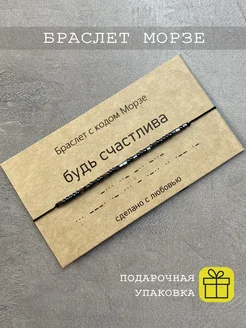 БРАСЛЕТ МОРЗЕ
Браслет с кодом Морзе
будь счастлива
сделано с любовью
ПОДАРОЧНАЯ
УПАКОВКА